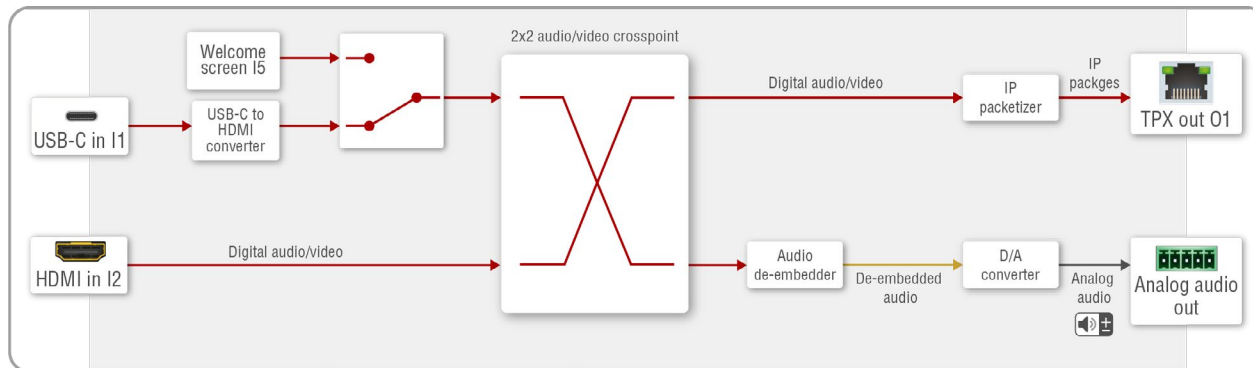 2x2 audio/video crosspoint
Welcome
screen I5
USB-C in I1
USB-C to
HDMI
converter
Digital audio/video
IP
packetizer
IP
packges
TPX out O1
HDMI in I2
Digital audio/video
Audio
de-embedder
De-embedded
audio
D/A
converter
Analog
audio
±
Analog audio
out